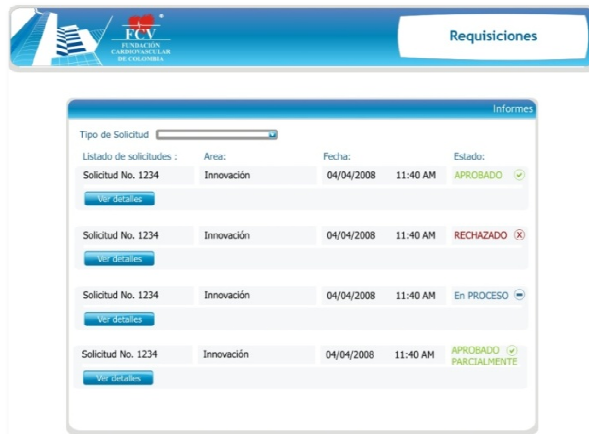 FCV
FUNDACIÓN
CARDIOVASCULAR
DE COLOMBIA
Requisiciones
Informes
Tipo de Solicitud
Listado de solicitudes : Area: Fecha: Estado:
Solicitud No. 1234 Innovación 04/04/2008 11:40 AM APROBADO
Ver detalles
Solicitud No. 1234 Innovación 04/04/2008 11:40 AM RECHAZADO
Ver detalles
Solicitud No. 1234 Innovación 04/04/2008 11:40 AM En PROCESO
Ver detalles
Solicitud No. 1234 Innovación 04/04/2008 11:40 AM APROBADO
PARCIALMENTE
Ver detalles